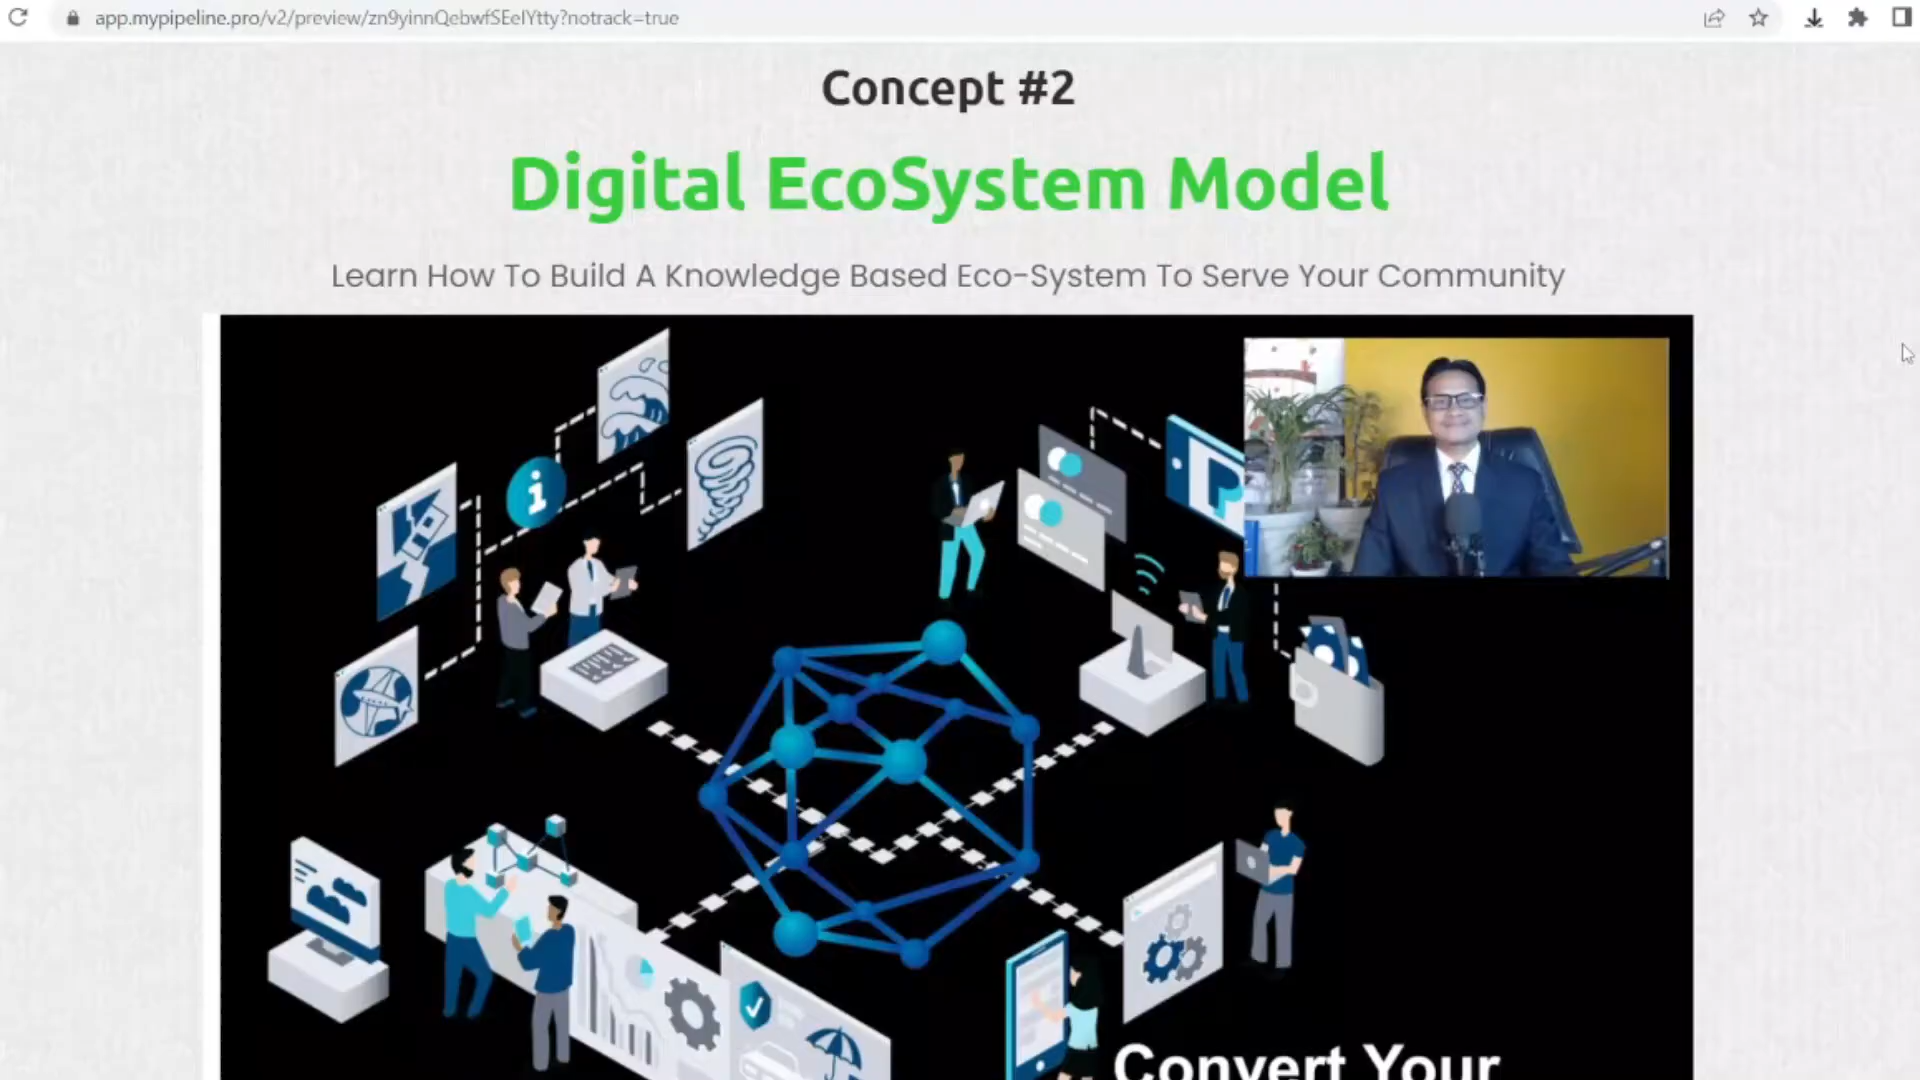 app.mypipeline.pro/v2/preview/zn9yinnQebwfSEelYtty?notrack=true
Concept #2
Digital EcoSystem Model
Learn How To Build A Knowledge Based Eco-System To Serve Your Community
Convert Your